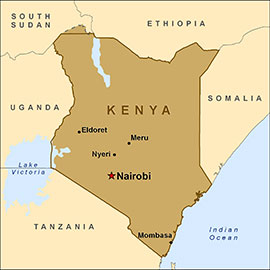 SOUTH
SUDAN
ETHIOPIA
UGANDA
KENYA
SOMALIA
Eldoret
Meru
Nyeri
Lake
Victoria
Nairobi
TANZANIA
Mombasa
Indian
Ocean